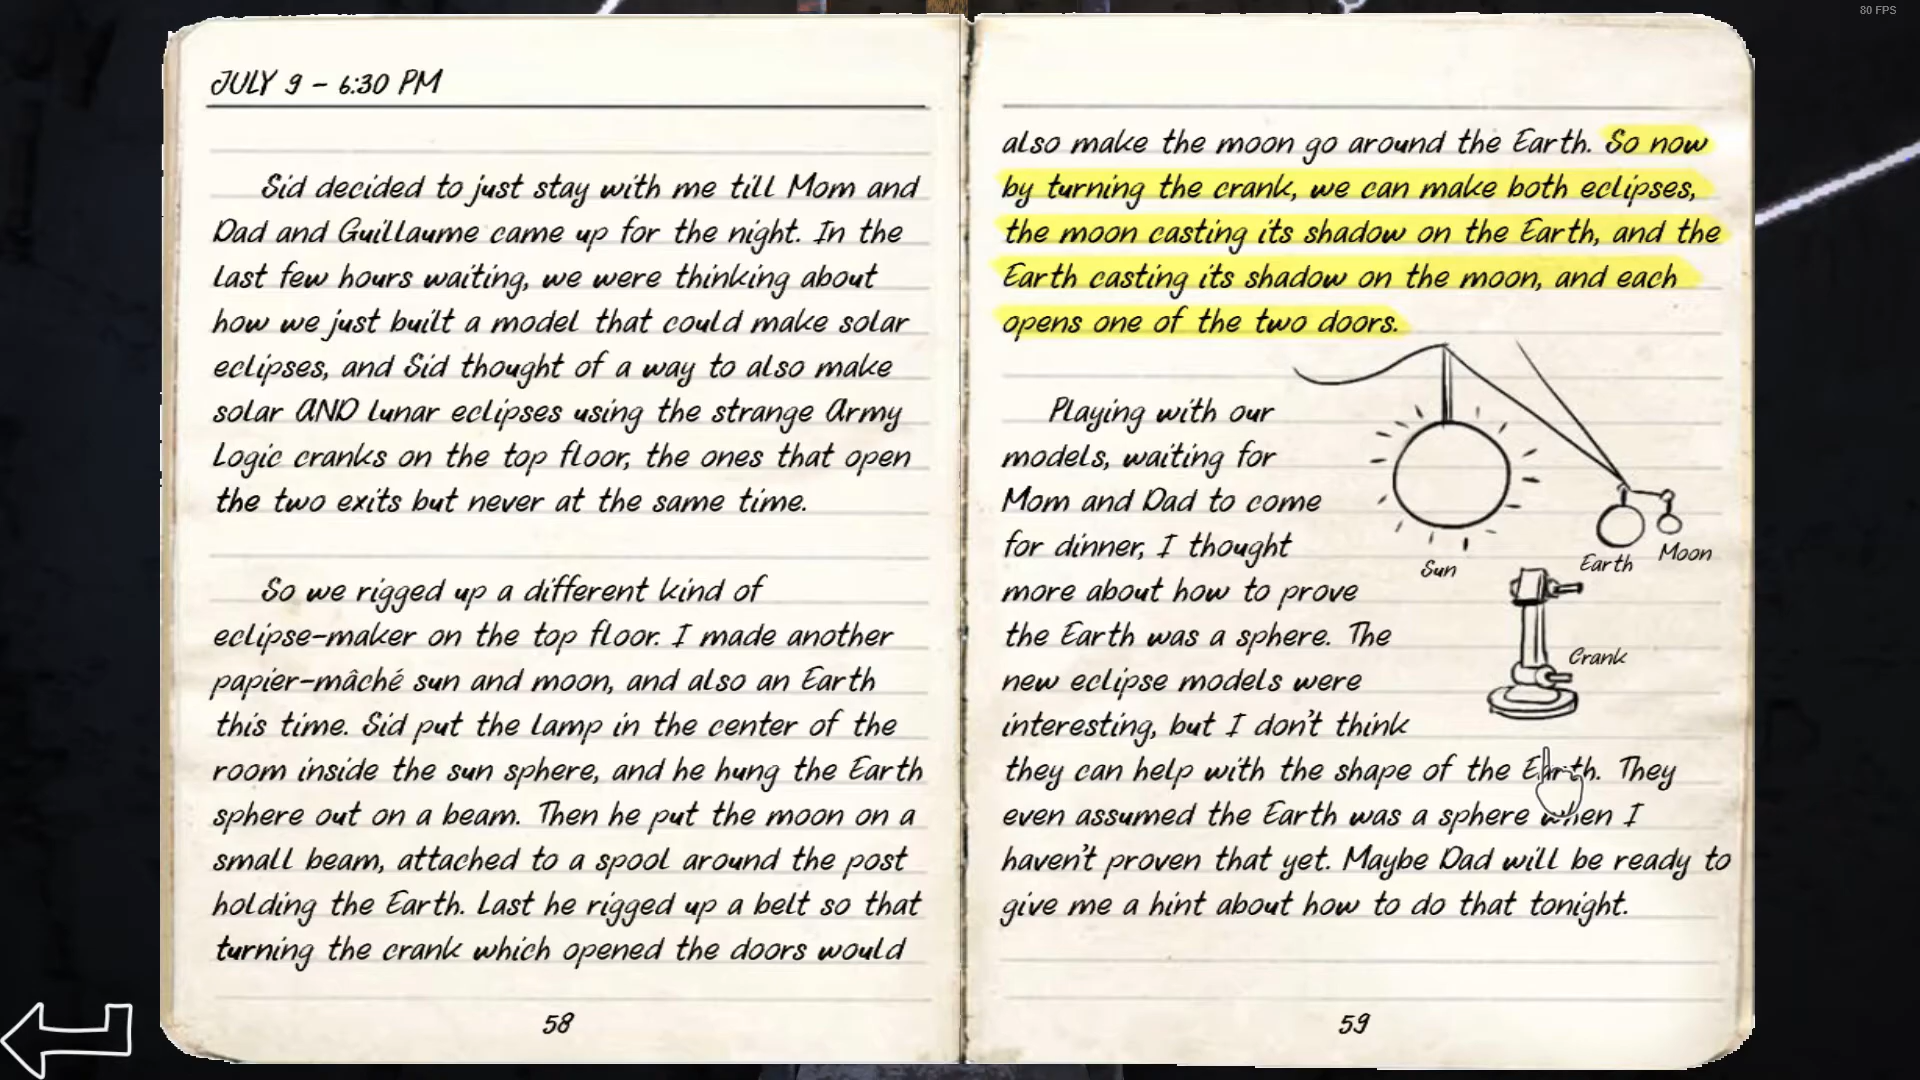 80 FPS
JULY 9 – 6:30 PM
Sid decided to just stay with me till Mom and
Dad and Guillaume came up for the night. In the
last few hours waiting, we were thinking about
how we just built a model that could make solar
eclipses, and Sid thought of a way to also make
solar AND lunar eclipses using the strange Army
Logic cranks on the top floor, the ones that open
the two exits but never at the same time.
So we rigged up a different kind of
eclipse-maker on the top floor. I made another
papier-mâché sun and moon, and also an Earth
this time. Sid put the lamp in the center of the
room inside the sun sphere, and he hung the Earth
sphere out on a beam. Then he put the moon on a
small beam, attached to a spool around the post
holding the Earth. Last he rigged up a belt so that
turning the crank which opened the doors would
58
also make the moon go around the Earth. So now
by turning the crank, we can make both eclipses,
the moon casting its shadow on the Earth, and the
Earth casting its shadow on the moon, and each
opens one of the two doors.
Playing with our
models, waiting for
Mom and Dad to come
for dinner, I thought
more about how to prove
the Earth was a sphere. The
new eclipse models were
interesting, but I don't think
they can help with the shape of the Earth. They
even assumed the Earth was a sphere when I
haven't proven that yet. Maybe Dad will be ready to
give me a hint about how to do that tonight.
Sun
Earth
Moon
Crank
59